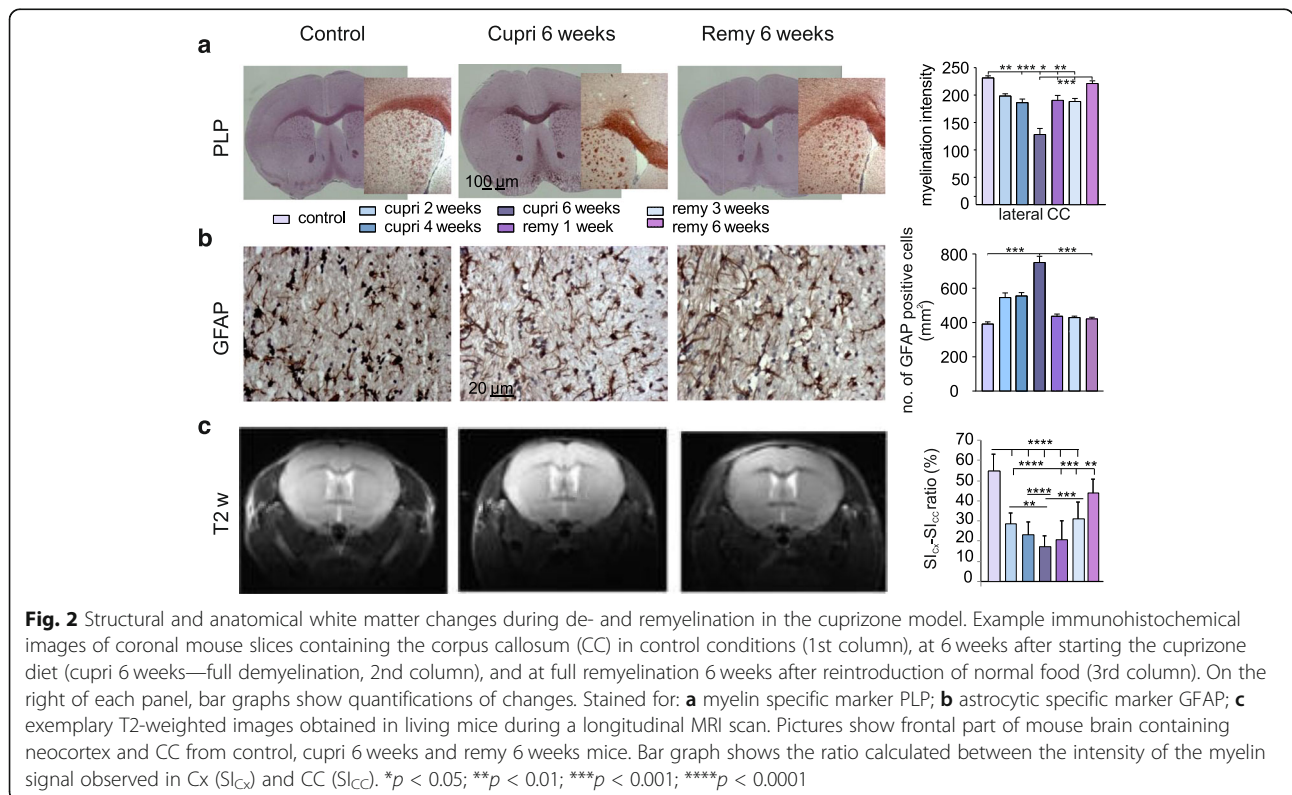 Control Cupri 6 weeks Remy 6 weeks
a
PLP
100 µm
250
200
150
100
50
0
myelination intensity
** *** * **
***
lateral CC
control
cupri 2 weeks
cupri 4 weeks
cupri 6 weeks
remy 1 week
remy 3 weeks
remy 6 weeks
b
GFAP
20 µm
no. of GFAP positive cells
(mm²)
800
600
400
200
0
*** ***
c
T2 w
SI_Cx-SI_CC ratio (%)
70
60
50
40
30
20
10
0
****
**** *** **
**** ***
**
Fig. 2 Structural and anatomical white matter changes during de- and remyelination in the cuprizone model. Example immunohistochemical
images of coronal mouse slices containing the corpus callosum (CC) in control conditions (1st column), at 6 weeks after starting the cuprizone
diet (cupri 6 weeks—full demyelination, 2nd column), and at full remyelination 6 weeks after reintroduction of normal food (3rd column). On the
right of each panel, bar graphs show quantifications of changes. Stained for: a myelin specific marker PLP; b astrocytic specific marker GFAP; c
exemplary T2-weighted images obtained in living mice during a longitudinal MRI scan. Pictures show frontal part of mouse brain containing
neocortex and CC from control, cupri 6 weeks and remy 6 weeks mice. Bar graph shows the ratio calculated between the intensity of the myelin
signal observed in Cx (SI_Cx) and CC (SI_CC). *p < 0.05; **p < 0.01; ***p < 0.001; ****p < 0.0001